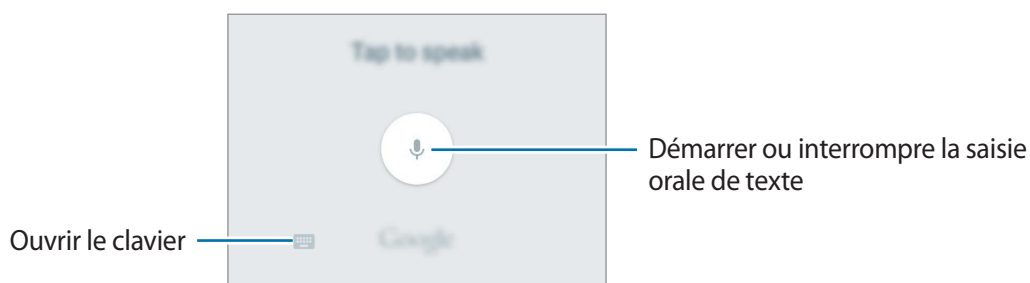 Tap to speak
Démarrer ou interrompre la saisie
orale de texte
Ouvrir le clavier
Google